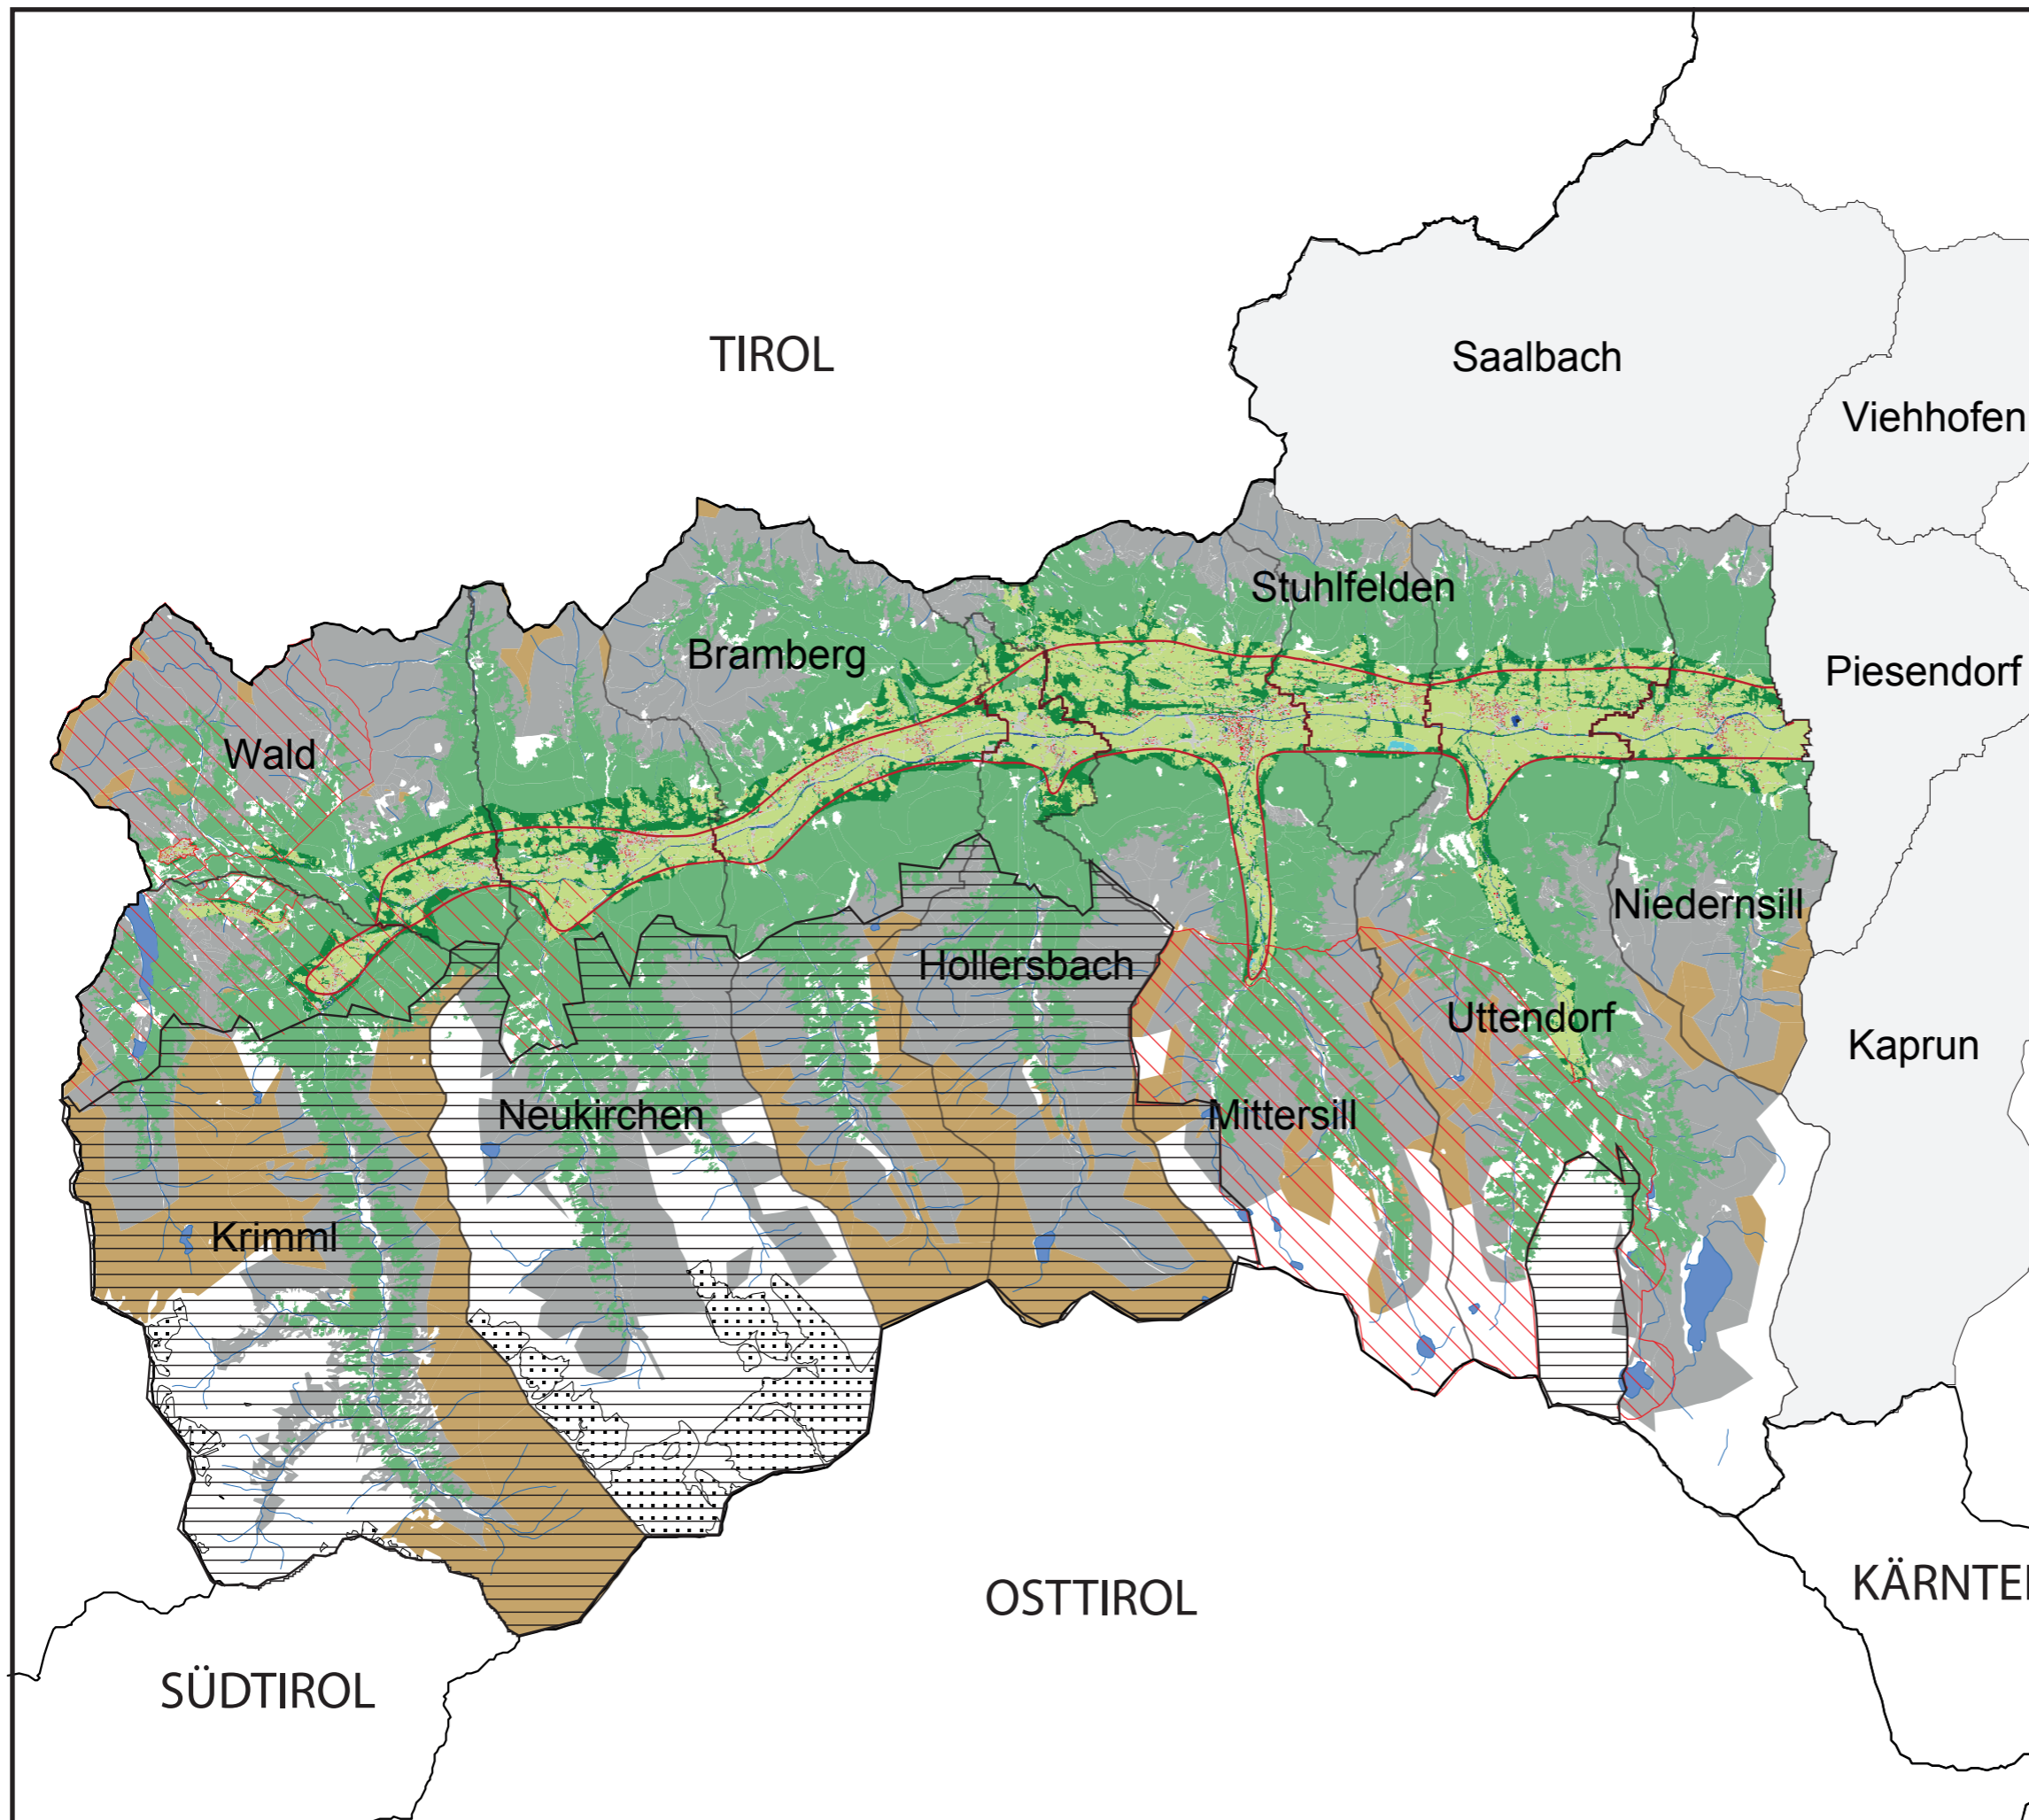 TIROL
Saalbach
Viehhofen
Stuhlfelden
Bramberg
Piesendorf
Wald
Niedernsill
Hollersbach
Uttendorf
Kaprun
Neukirchen
Mittersill
Krimml
KÄRNTE
OSTTIROL
SÜDTIROL